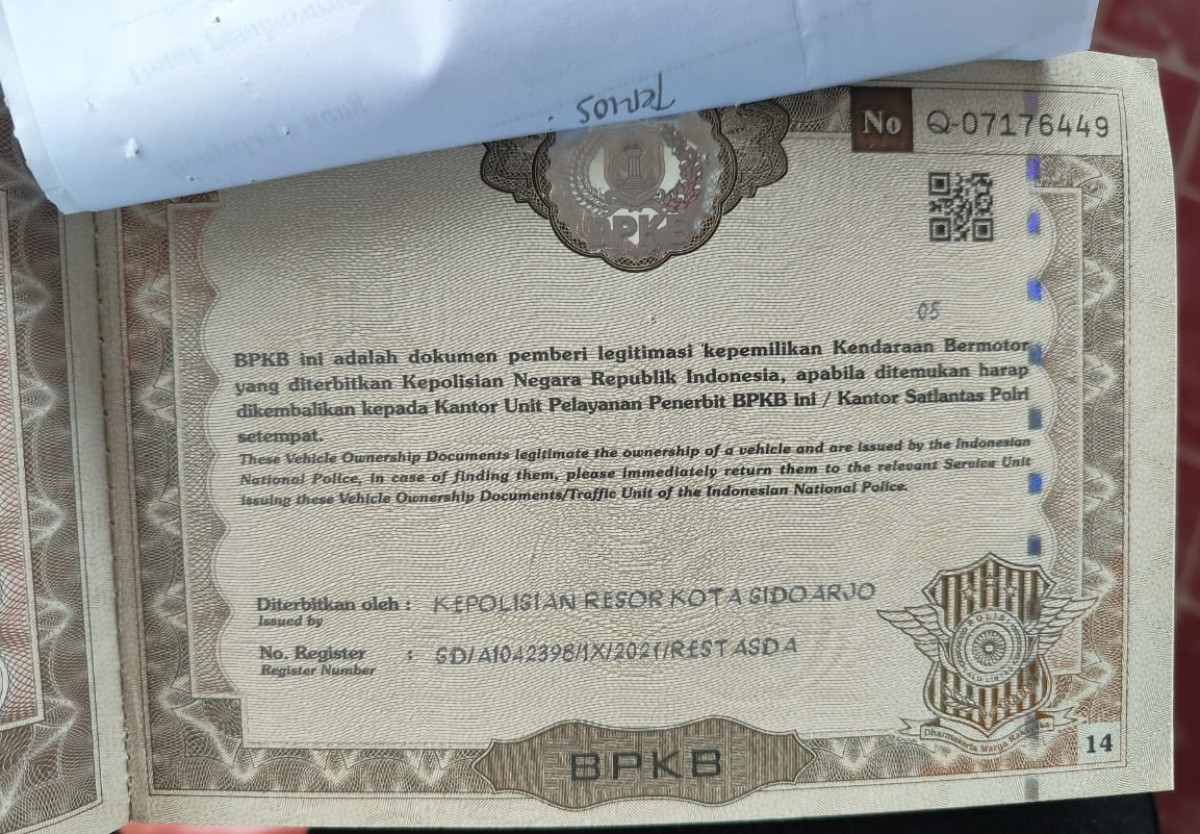 Temos.
No Q-07176449
BPKB
05
BPKB ini adalah dokumen pemberi legitimasi kepemilikan Kendaraan Bermotor
yang diterbitkan Kepolisian Negara Republik Indonesia, apabila ditemukan harap
dikembalikan kepada Kantor Unit Pelayanan Penerbit BPKB ini / Kantor Satlantas Polri
setempat.
These Vehicle Ownership Documents legitimate the ownership of a vehicle and are issued by the Indonesian
National Police, in case of finding them, please immediately return them to the relevant Service Unit
issuing these Vehicle Ownership Documents/Traffic Unit of the Indonesian National Police.
Diterbitkan oleh : KEPOLISIAN RESOR KOTA SIDOARJO
Issued by
No. Register : SD/A1042398/IX/2021/RESTASDA
Register Number
Dharmakerta Marga
BPKB
14